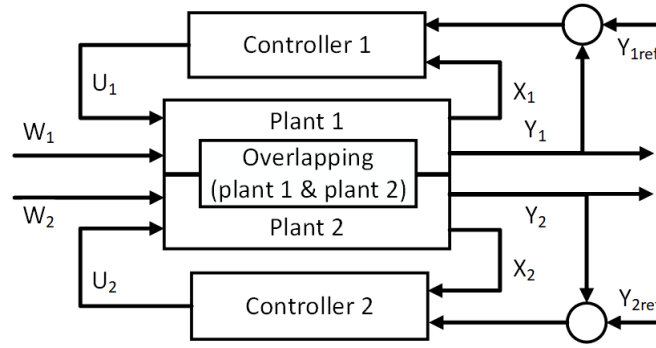 Controller 1
Y1ref
U1
X1
Plant 1
W1
Y1
Overlapping
(plant 1 & plant 2)
W2
Y2
Plant 2
U2
X2
Controller 2
Y2ref